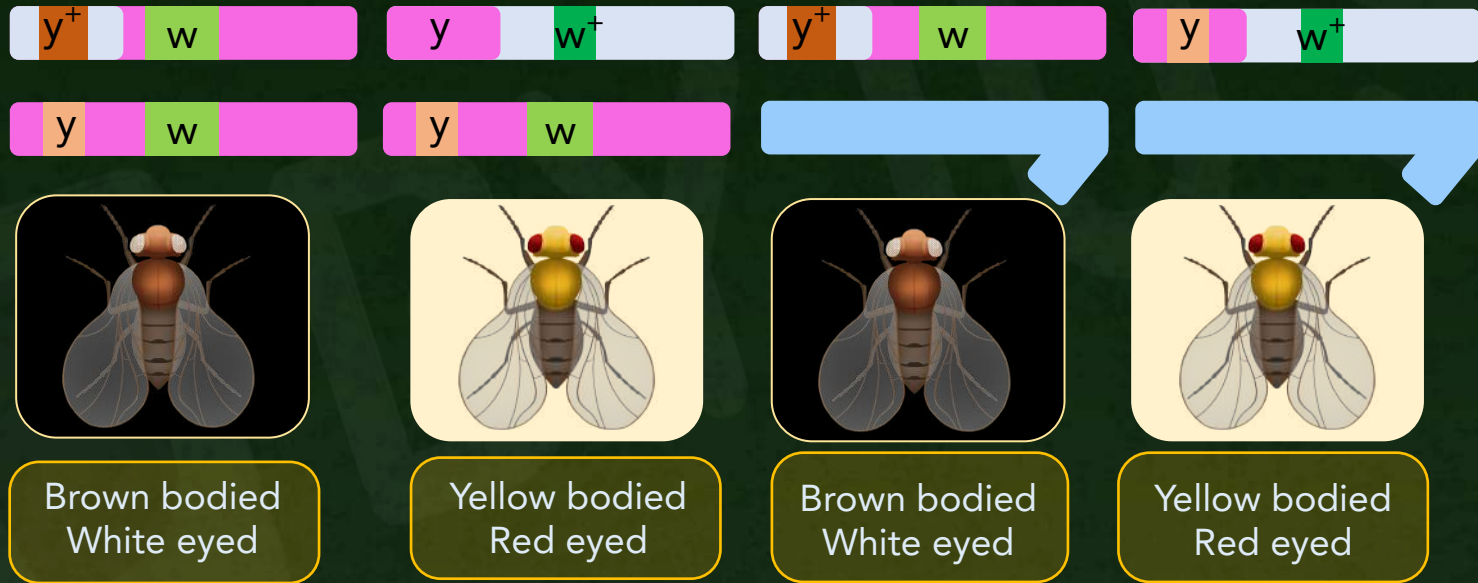 y⁺ w y w⁺ y⁺ w y w⁺
y w y w
Brown bodied
White eyed
Yellow bodied
Red eyed
Brown bodied
White eyed
Yellow bodied
Red eyed